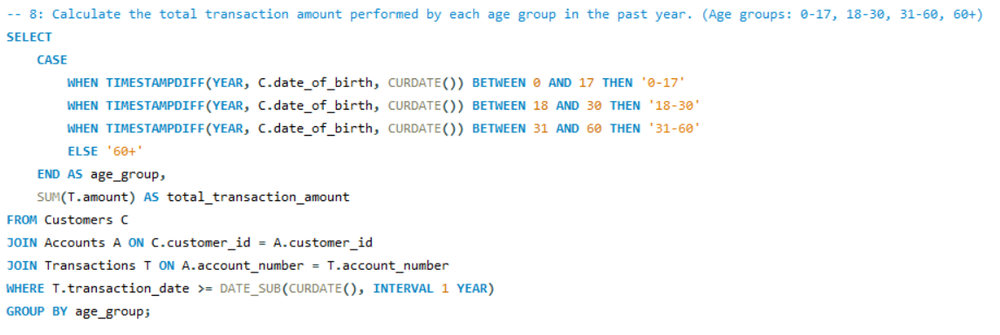 -- 8: Calculate the total transaction amount performed by each age group in the past year. (Age groups: 0-17, 18-30, 31-60, 60+)
SELECT
    CASE
        WHEN TIMESTAMPDIFF(YEAR, C.date_of_birth, CURDATE()) BETWEEN 0 AND 17 THEN '0-17'
        WHEN TIMESTAMPDIFF(YEAR, C.date_of_birth, CURDATE()) BETWEEN 18 AND 30 THEN '18-30'
        WHEN TIMESTAMPDIFF(YEAR, C.date_of_birth, CURDATE()) BETWEEN 31 AND 60 THEN '31-60'
        ELSE '60+'
    END AS age_group,
    SUM(T.amount) AS total_transaction_amount
FROM Customers C
JOIN Accounts A ON C.customer_id = A.customer_id
JOIN Transactions T ON A.account_number = T.account_number
WHERE T.transaction_date >= DATE_SUB(CURDATE(), INTERVAL 1 YEAR)
GROUP BY age_group;